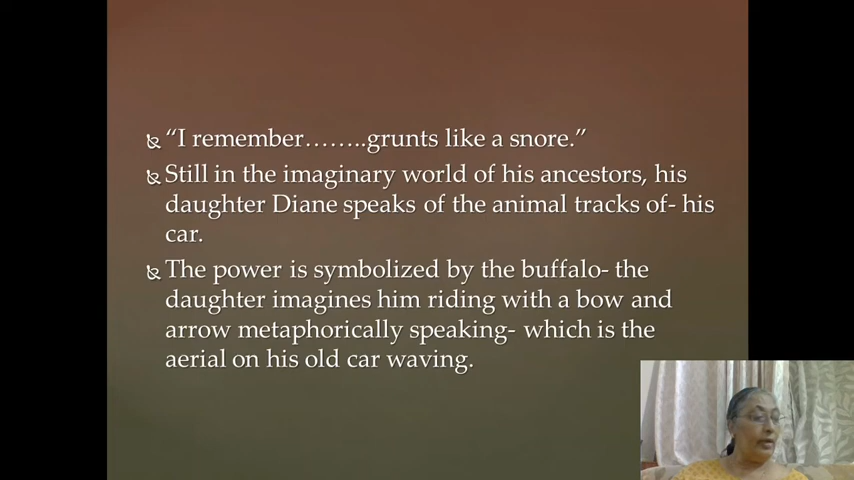 “I remember……..grunts like a snore.”
Still in the imaginary world of his ancestors, his
daughter Diane speaks of the animal tracks of- his
car.
The power is symbolized by the buffalo- the
daughter imagines him riding with a bow and
arrow metaphorically speaking- which is the
aerial on his old car waving.